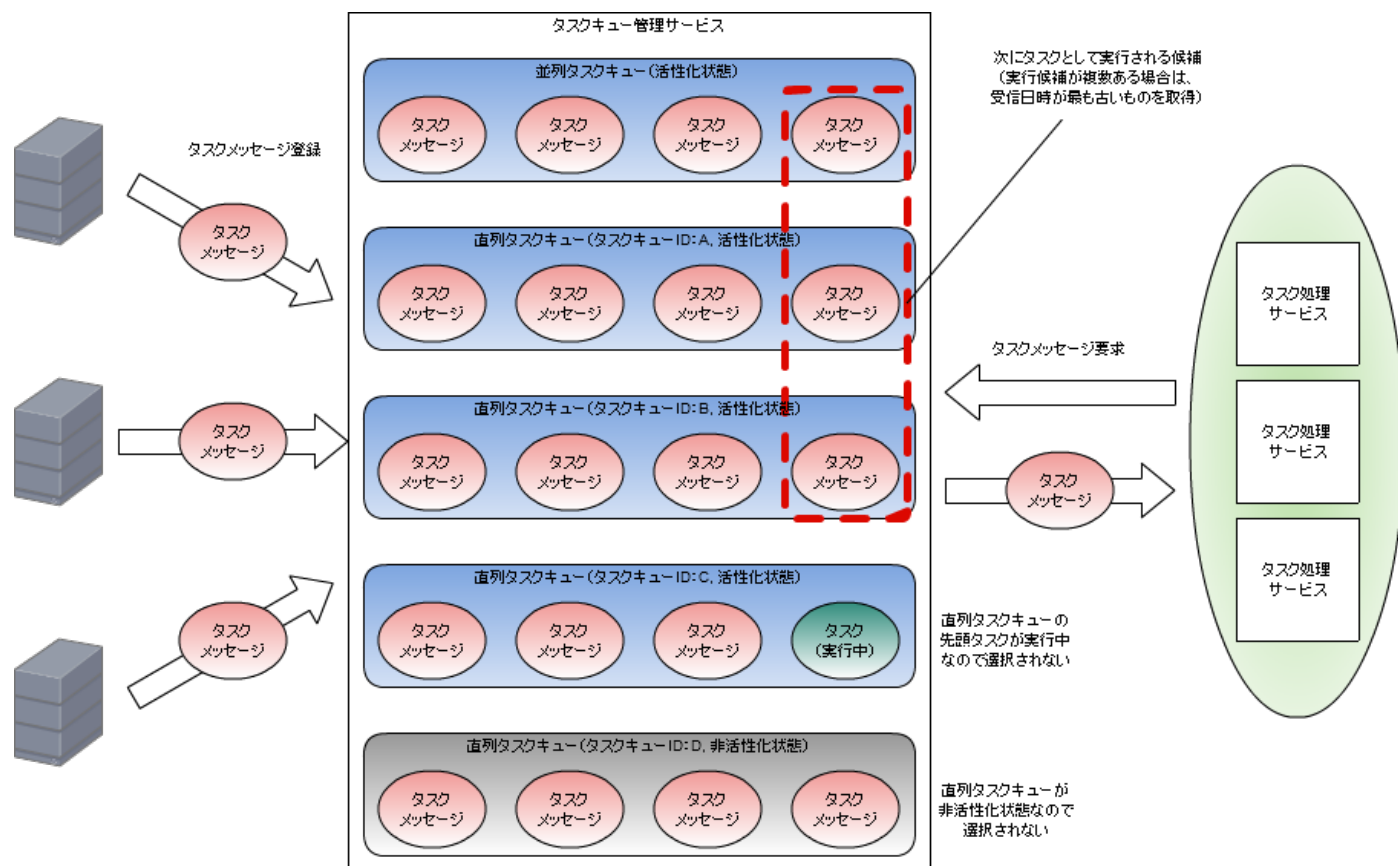 タスクキュー管理サービス
並列タスクキュー(活性化状態)
タスク
メッセージ
タスク
メッセージ
タスク
メッセージ
タスク
メッセージ
次にタスクとして実行される候補
(実行候補が複数ある場合は、
受信日時が最も古いものを取得)
タスクメッセージ登録
タスク
メッセージ
直列タスクキュー(タスクキューID:A, 活性化状態)
タスク
メッセージ
タスク
メッセージ
タスク
メッセージ
タスク
メッセージ
タスクメッセージ要求
タスク
メッセージ
直列タスクキュー(タスクキューID:B, 活性化状態)
タスク
メッセージ
タスク
メッセージ
タスク
メッセージ
タスク
メッセージ
タスク
メッセージ
タスク処理
サービス
タスク処理
サービス
タスク処理
サービス
タスク
メッセージ
直列タスクキュー(タスクキューID:C, 活性化状態)
タスク
メッセージ
タスク
メッセージ
タスク
メッセージ
タスク
(実行中)
直列タスクキューの
先頭タスクが実行中
なので選択されない
直列タスクキュー(タスクキューID:D, 非活性化状態)
タスク
メッセージ
タスク
メッセージ
タスク
メッセージ
タスク
メッセージ
直列タスクキューが
非活性化状態なので
選択されない